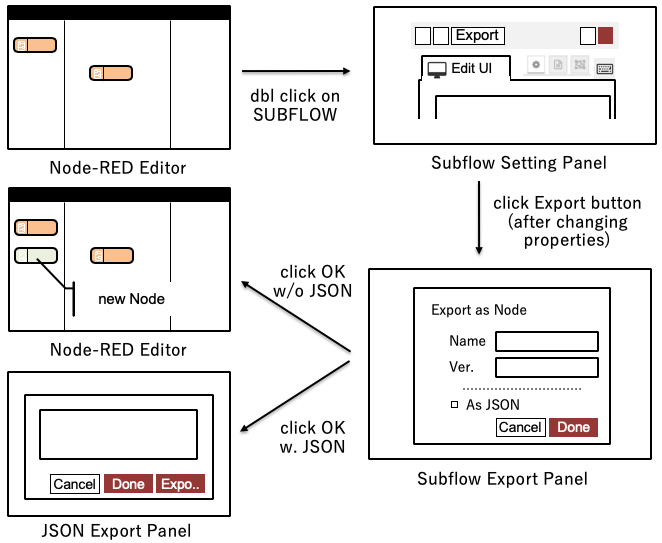 Export
Edit UI
dbl click on
SUBFLOW
Node-RED Editor
Subflow Setting Panel
click Export button
(after changing
properties)
click OK
w/o JSON
new Node
Node-RED Editor
Export as Node
Name
Ver.
As JSON
Cancel
Done
click OK
w. JSON
Subflow Export Panel
Cancel
Done
Expo..
JSON Export Panel